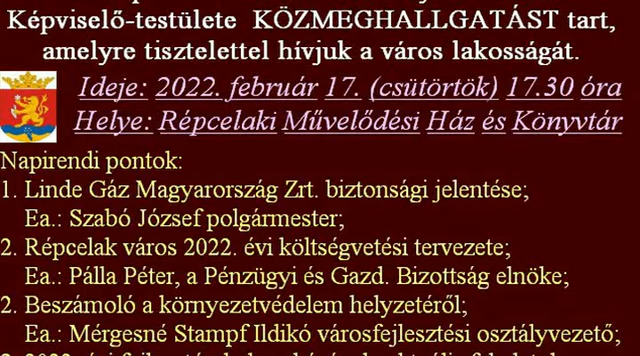 Képviselő-testülete KÖZMEGHALLGATÁST tart,
amelyre tisztelettel hívjuk a város lakosságát.
Ideje: 2022. február 17. (csütörtök) 17.30 óra
Helye: Répcelaki Művelődési Ház és Könyvtár
Napirendi pontok:
1. Linde Gáz Magyarország Zrt. biztonsági jelentése;
Ea.: Szabó József polgármester;
2. Répcelak város 2022. évi költségvetési tervezete;
Ea.: Pálla Péter, a Pénzügyi és Gazd. Bizottság elnöke;
2. Beszámoló a környezetvédelem helyzetéről;
Ea.: Mérgesné Stampf Ildikó városfejlesztési osztályvezető;